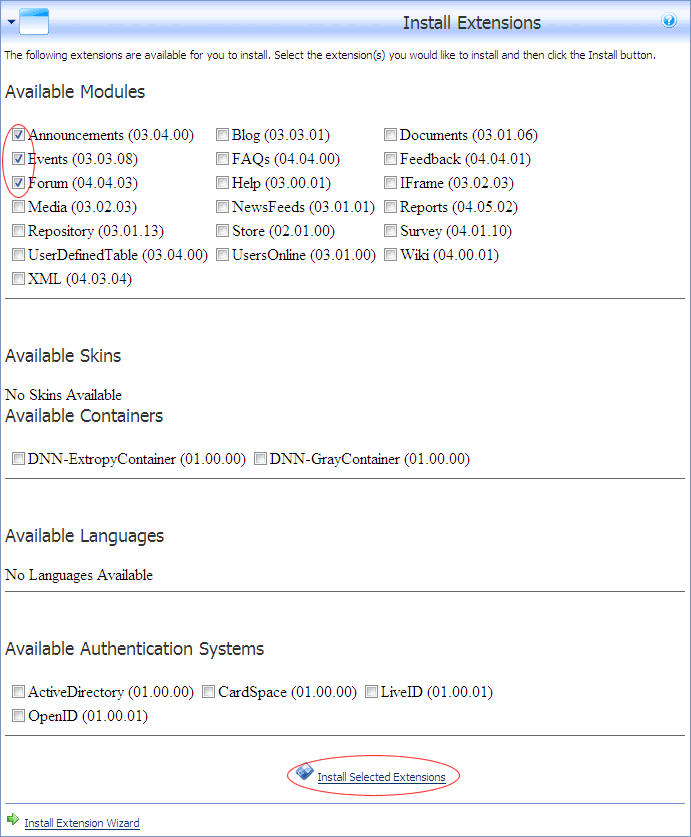 Install Extensions
The following extensions are available for you to install. Select the extension(s) you would like to install and then click the Install button.
Available Modules
Announcements (03.04.00) Blog (03.03.01) Documents (03.01.06)
Events (03.03.08) FAQs (04.04.00) Feedback (04.04.01)
Forum (04.04.03) Help (03.00.01) IFrame (03.02.03)
Media (03.02.03) NewsFeeds (03.01.01) Reports (04.05.02)
Repository (03.01.13) Store (02.01.00) Survey (04.01.10)
UserDefinedTable (03.04.00) UsersOnline (03.01.00) Wiki (04.00.01)
XML (04.03.04)
Available Skins
No Skins Available
Available Containers
DNN-ExtropyContainer (01.00.00) DNN-GrayContainer (01.00.00)
Available Languages
No Languages Available
Available Authentication Systems
ActiveDirectory (01.00.00) CardSpace (01.00.00) LiveID (01.00.01)
OpenID (01.00.01)
Install Selected Extensions
Install Extension Wizard